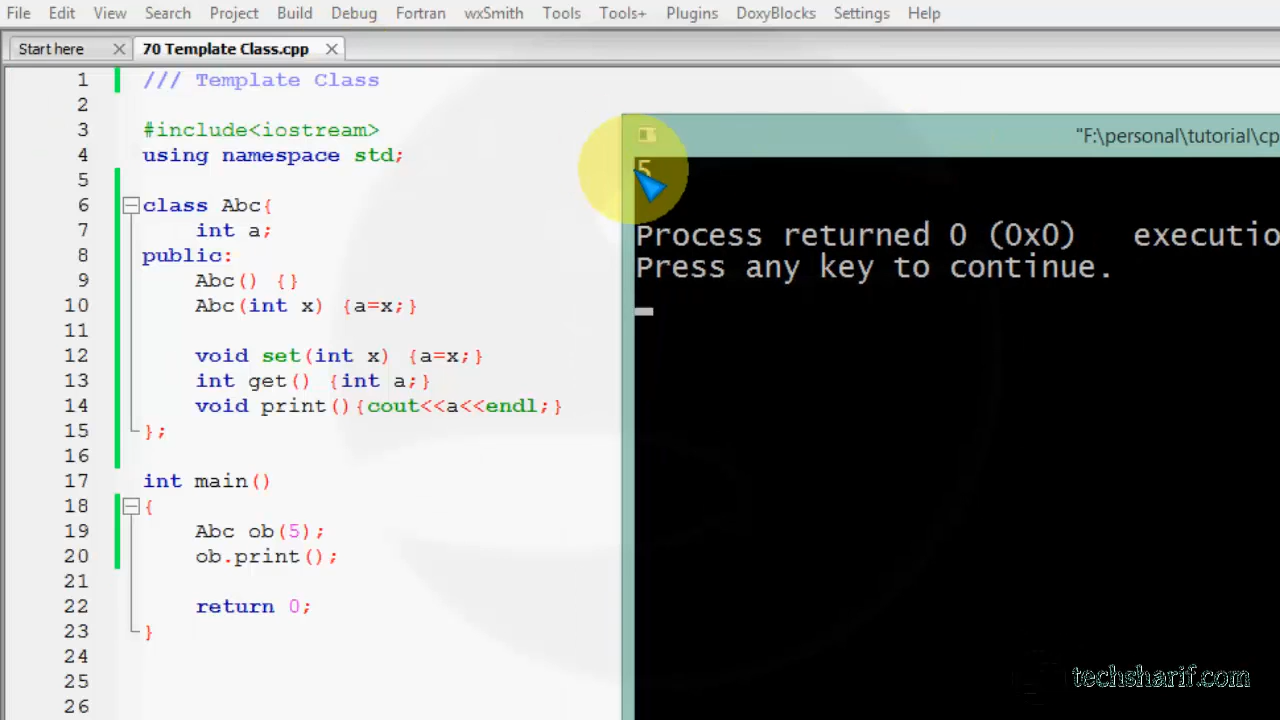 File Edit View Search Project Build Debug Fortran wxSmith Tools Tools+ Plugins DoxyBlocks Settings Help
Start here 70 Template Class.cpp
1 /// Template Class
2
3 #include<iostream>
4 using namespace std;
5
6 class Abc{
7 int a;
8 public:
9 Abc() {}
10 Abc(int x) {a=x;}
11
12 void set(int x) {a=x;}
13 int get() {int a;}
14 void print(){cout<<a<<endl;}
15 };
16
17 int main()
18 {
19 Abc ob(5);
20 ob.print();
21
22 return 0;
23 }
24
25
26
"F:\personal\tutorial\cp
5
Process returned 0 (0x0) executio
Press any key to continue.
techsharif.com